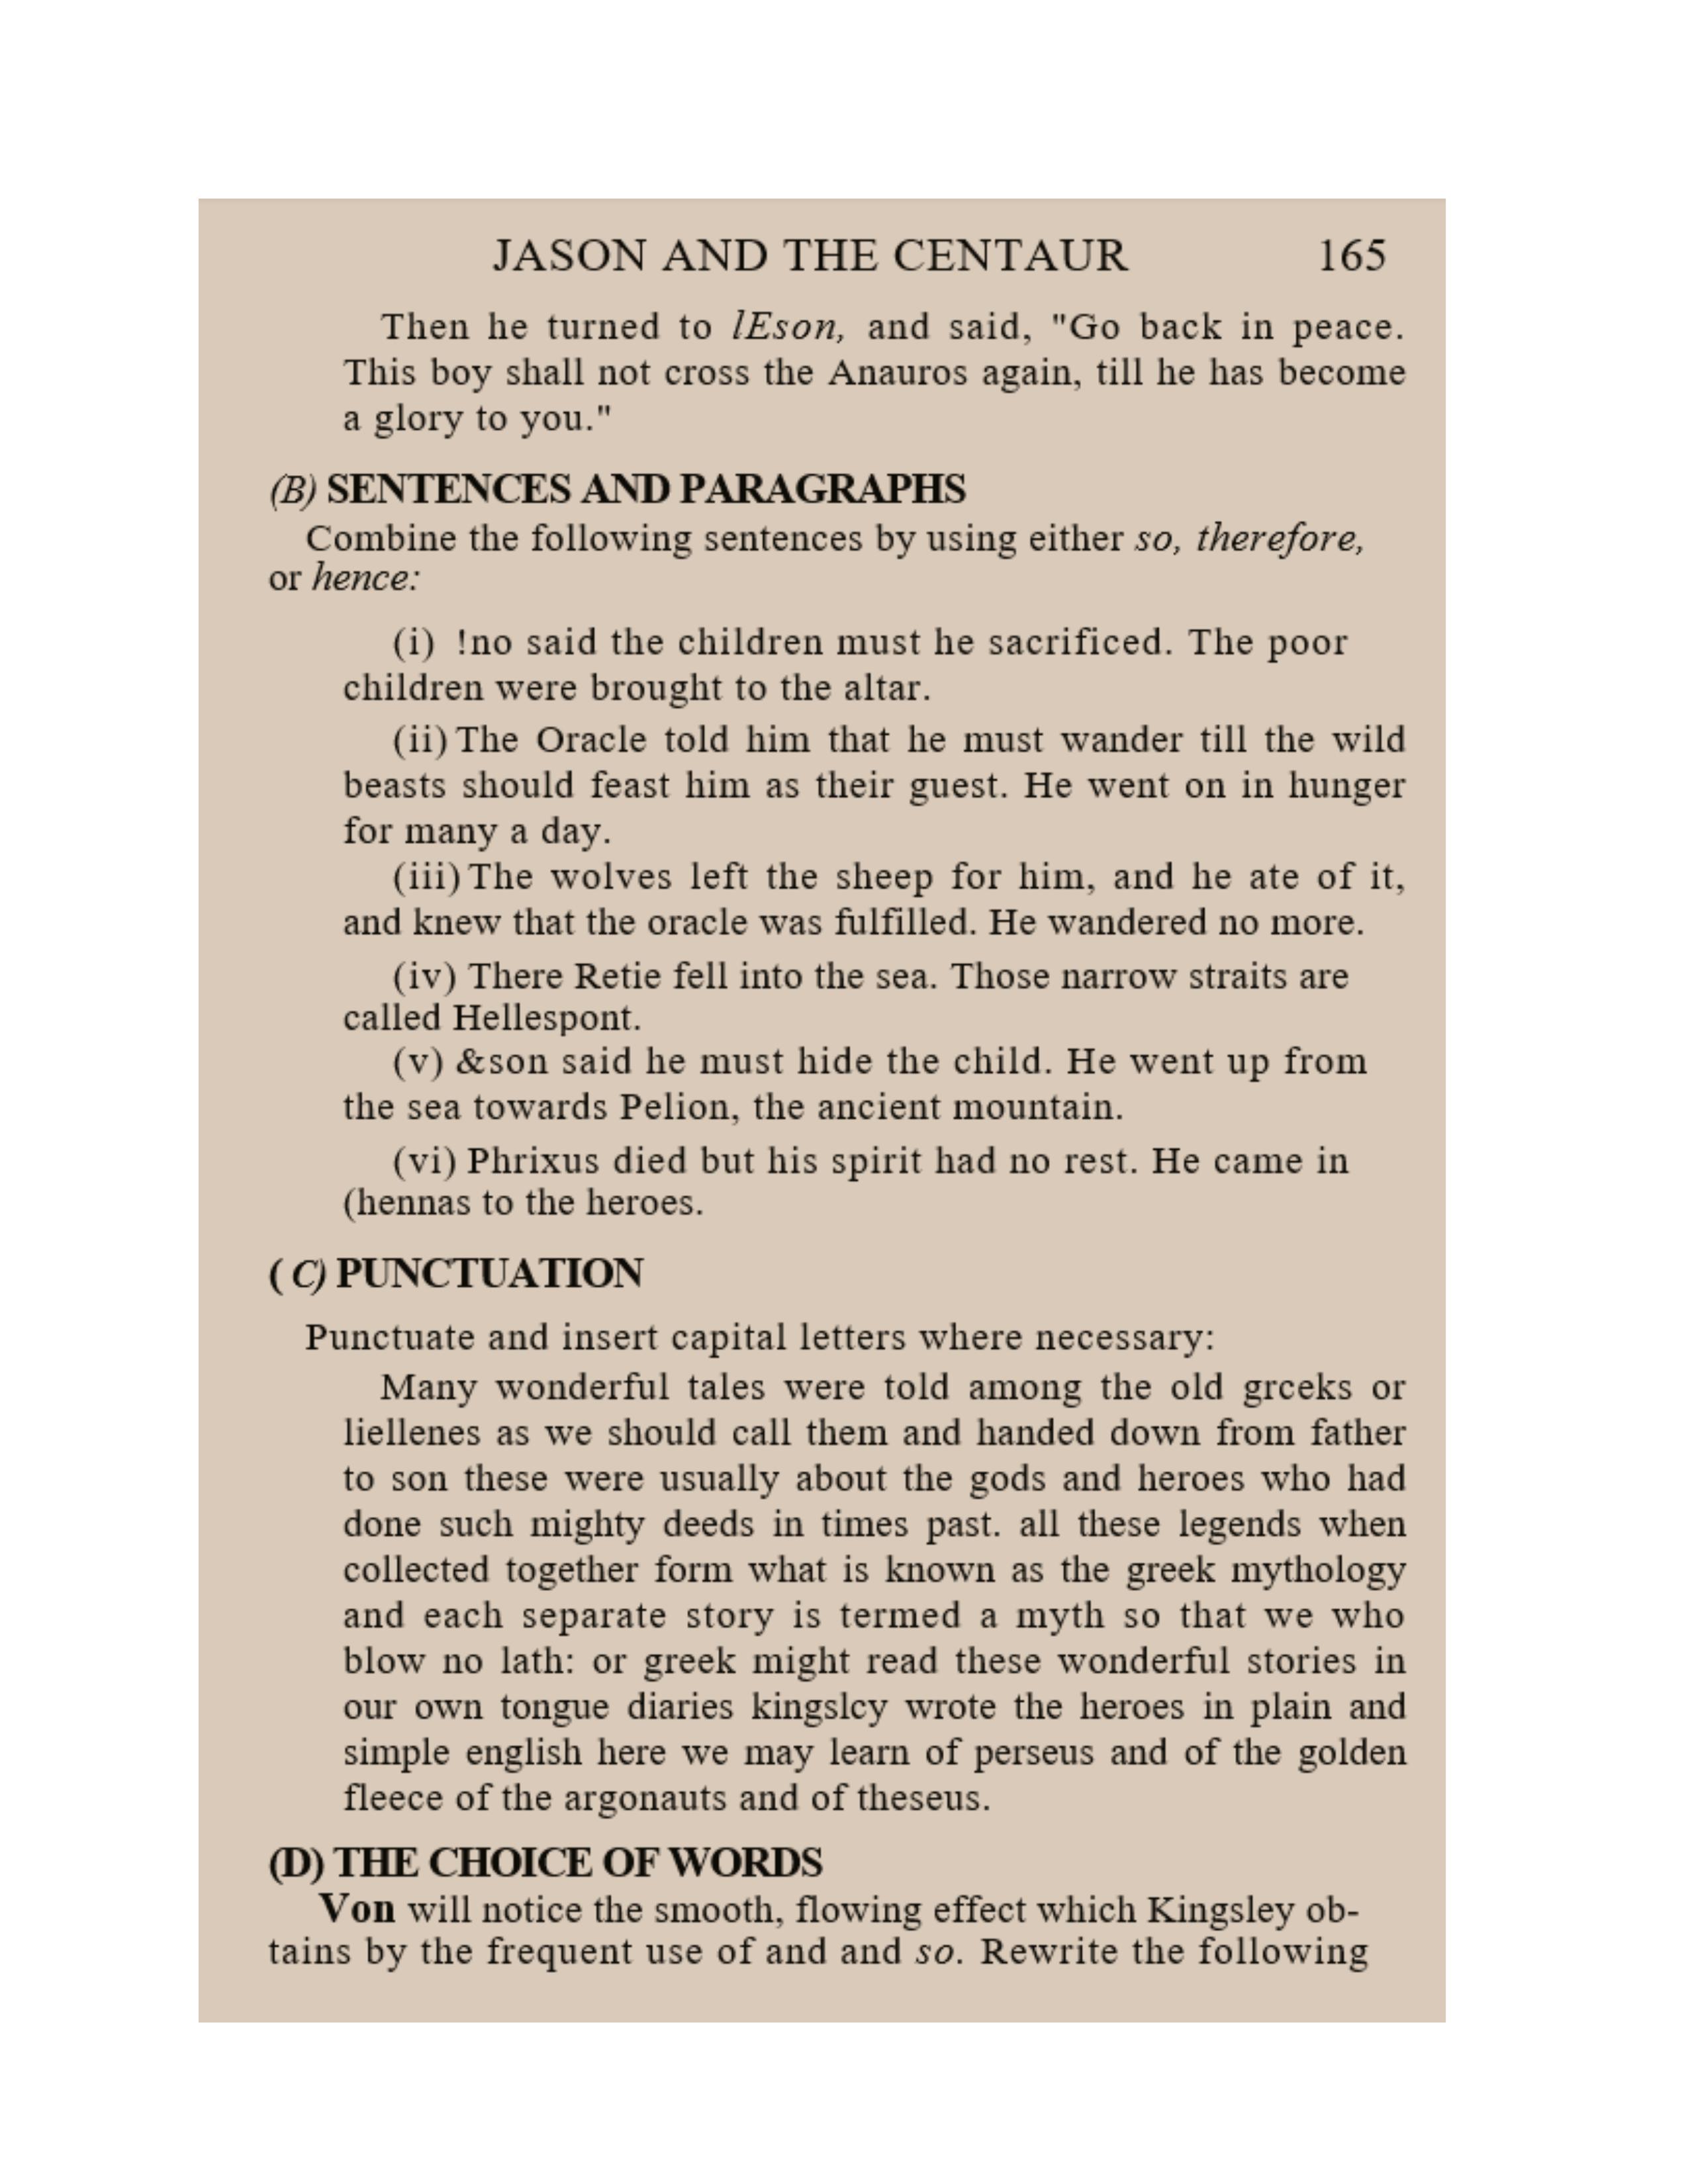 JASON AND THE CENTAUR 165
Then he turned to lEson, and said, "Go back in peace.
This boy shall not cross the Anauros again, till he has become
a glory to you."
(B) SENTENCES AND PARAGRAPHS
Combine the following sentences by using either so, therefore,
or hence:
(i) !no said the children must he sacrificed. The poor
children were brought to the altar.
(ii) The Oracle told him that he must wander till the wild
beasts should feast him as their guest. He went on in hunger
for many a day.
(iii) The wolves left the sheep for him, and he ate of it,
and knew that the oracle was fulfilled. He wandered no more.
(iv) There Retie fell into the sea. Those narrow straits are
called Hellespont.
(v) &son said he must hide the child. He went up from
the sea towards Pelion, the ancient mountain.
(vi) Phrixus died but his spirit had no rest. He came in
(hennas to the heroes.
( C) PUNCTUATION
Punctuate and insert capital letters where necessary:
Many wonderful tales were told among the old grceks or
liellenes as we should call them and handed down from father
to son these were usually about the gods and heroes who had
done such mighty deeds in times past. all these legends when
collected together form what is known as the greek mythology
and each separate story is termed a myth so that we who
blow no lath: or greek might read these wonderful stories in
our own tongue diaries kingslcy wrote the heroes in plain and
simple english here we may learn of perseus and of the golden
fleece of the argonauts and of theseus.
(D) THE CHOICE OF WORDS
Von will notice the smooth, flowing effect which Kingsley ob-
tains by the frequent use of and and so. Rewrite the following